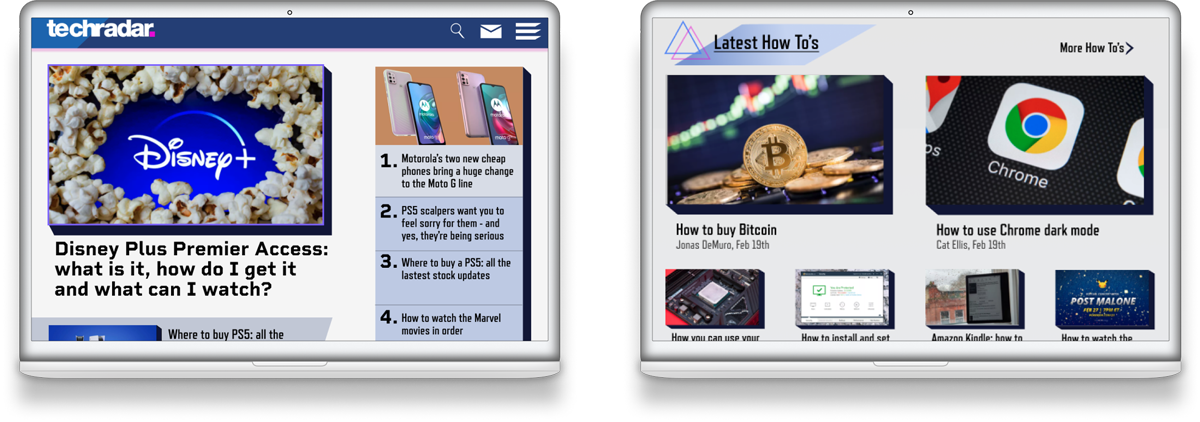 techradar.
Disney+
Disney Plus Premier Access:
what is it, how do I get it
and what can I watch?
Where to buy PS5: all the
1. Motorola's two new cheap
phones bring a huge change
to the Moto G line
2. PS5 scalpers want you to
feel sorry for them - and
yes, they're being serious
3. Where to buy a PS5: all the
lastest stock updates
4. How to watch the Marvel
movies in order
Latest How To's
More How To's
Chrome
How to buy Bitcoin
Jonas DeMuro, Feb 19th
How to use Chrome dark mode
Cat Ellis, Feb 19th
POST MALONE
How you can use your
How to install and set
Amazon Kindle: how to
How to watch the